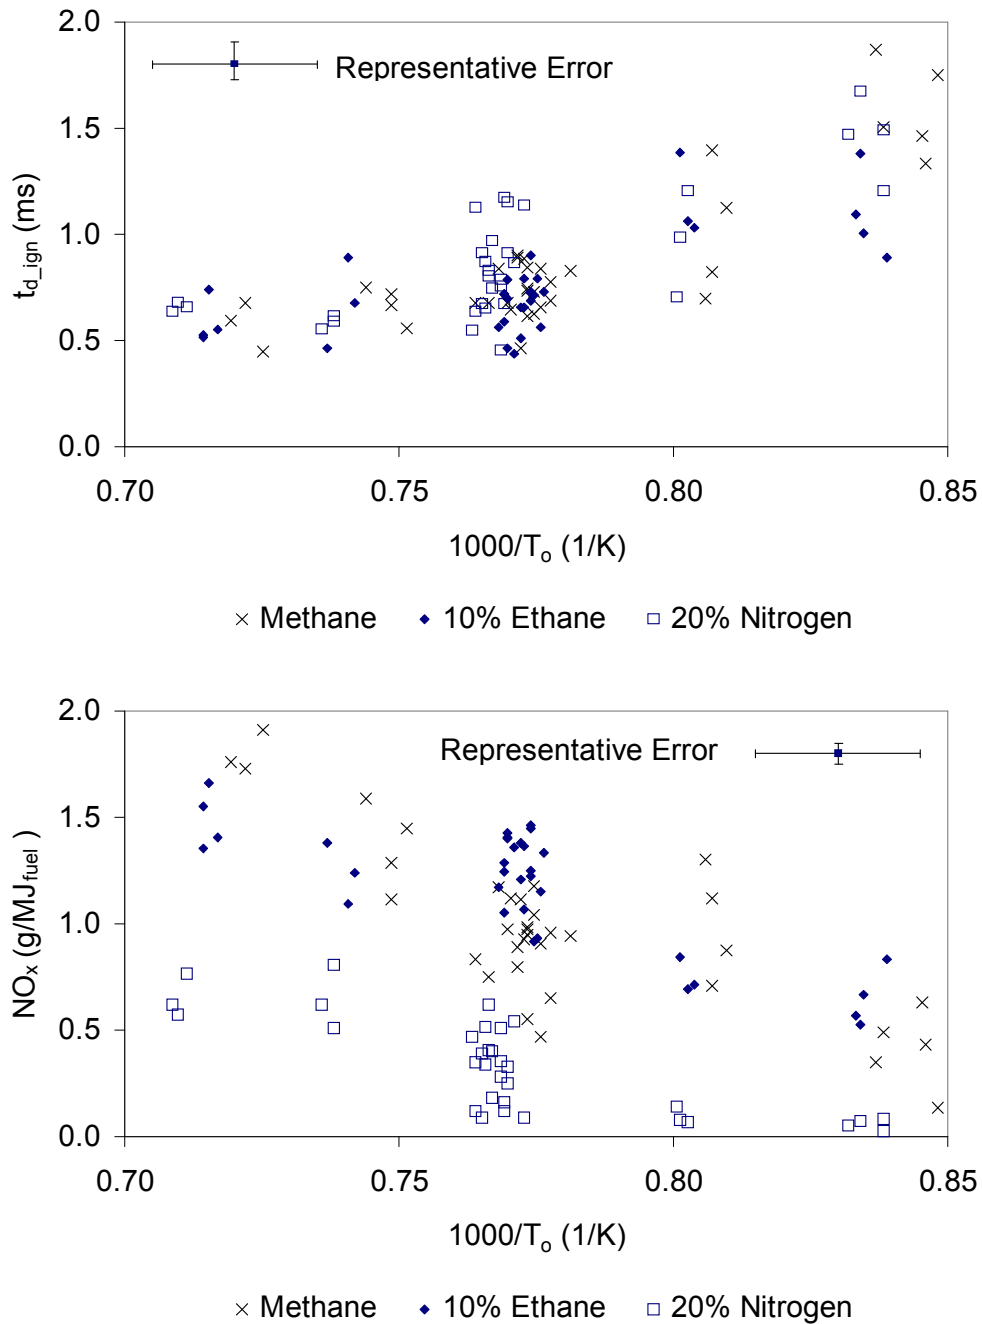 2.0
Representative Error
1.5
1.0
0.5
0.0
t_d_ign (ms)
0.70 0.75 0.80 0.85
1000/T_o (1/K)
Methane 10% Ethane 20% Nitrogen
2.0
Representative Error
1.5
1.0
0.5
0.0
NO_x (g/MJ_fuel)
0.70 0.75 0.80 0.85
1000/T_o (1/K)
Methane 10% Ethane 20% Nitrogen